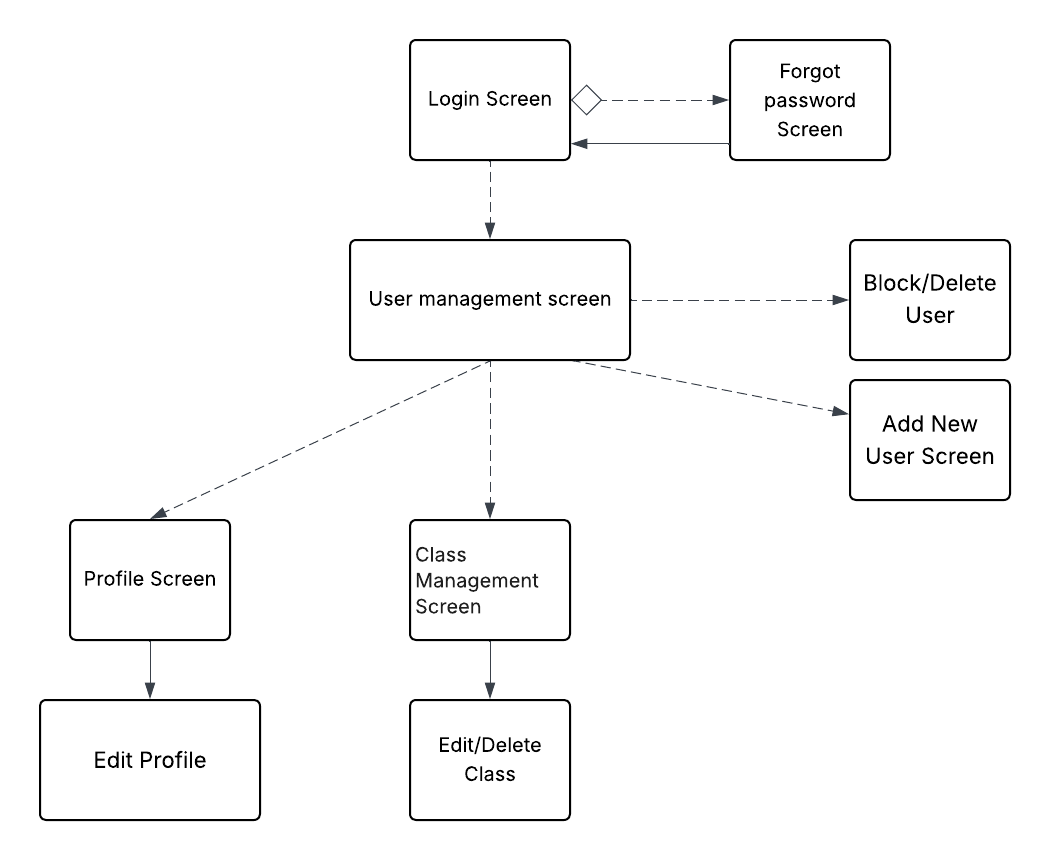 Login Screen
Forgot
password
Screen
User management screen
Block/Delete
User
Add New
User Screen
Profile Screen
Class
Management
Screen
Edit Profile
Edit/Delete
Class